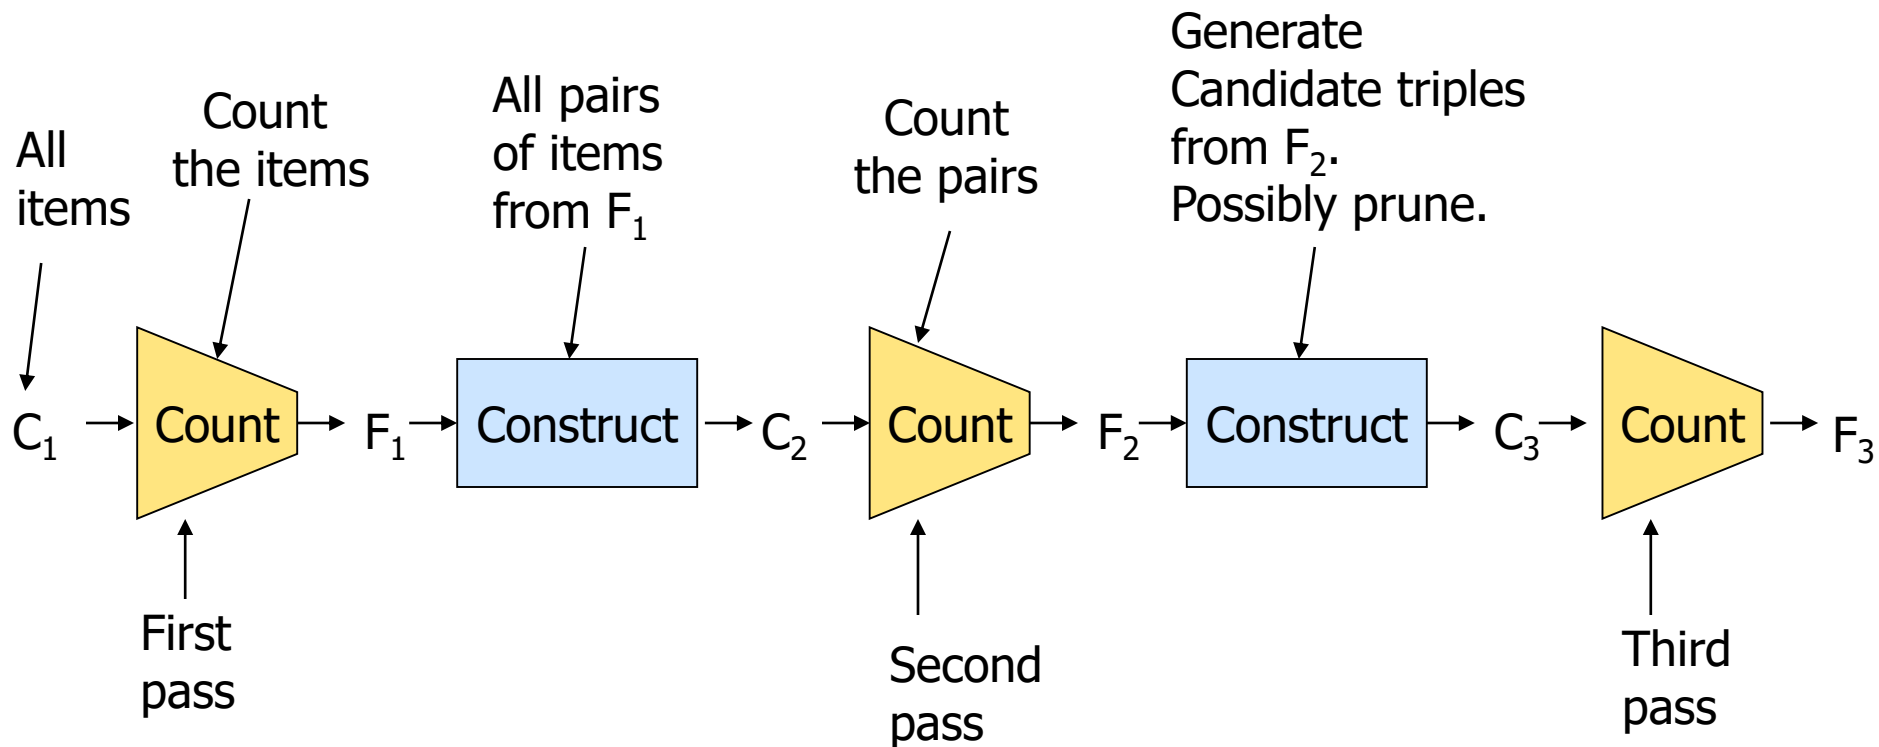 All
items
Count
the items
All pairs
of items
from F₁
Count
the pairs
Generate
Candidate triples
from F₂.
Possibly prune.
C₁
Count
F₁
Construct
C₂
Count
F₂
Construct
C₃
Count
F₃
First
pass
Second
pass
Third
pass